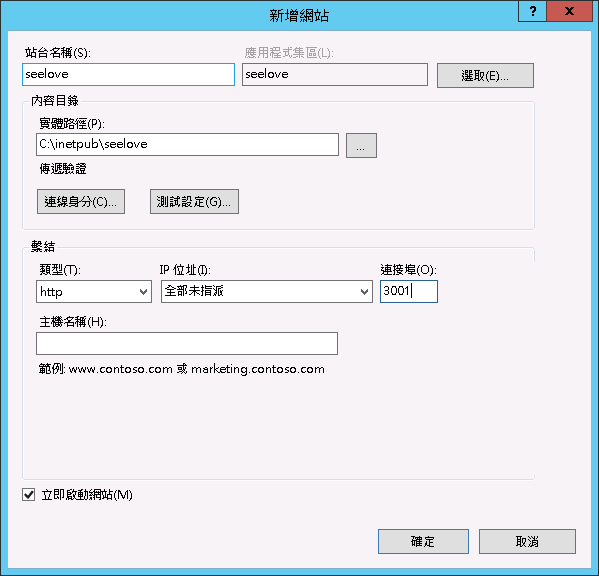 新增網站
? x
站台名稱(S): 應用程式集區(L):
seelove seelove 選取(E)...
內容目錄
實體路徑(P):
C:\inetpub\seelove ...
傳遞驗證
連線身分(C)... 測試設定(G)...
繫結
類型(T): IP 位址(I): 連接埠(O):
http 全部未指派 3001
主機名稱(H):
範例: www.contoso.com 或 marketing.contoso.com
立即啟動網站(M)
確定 取消